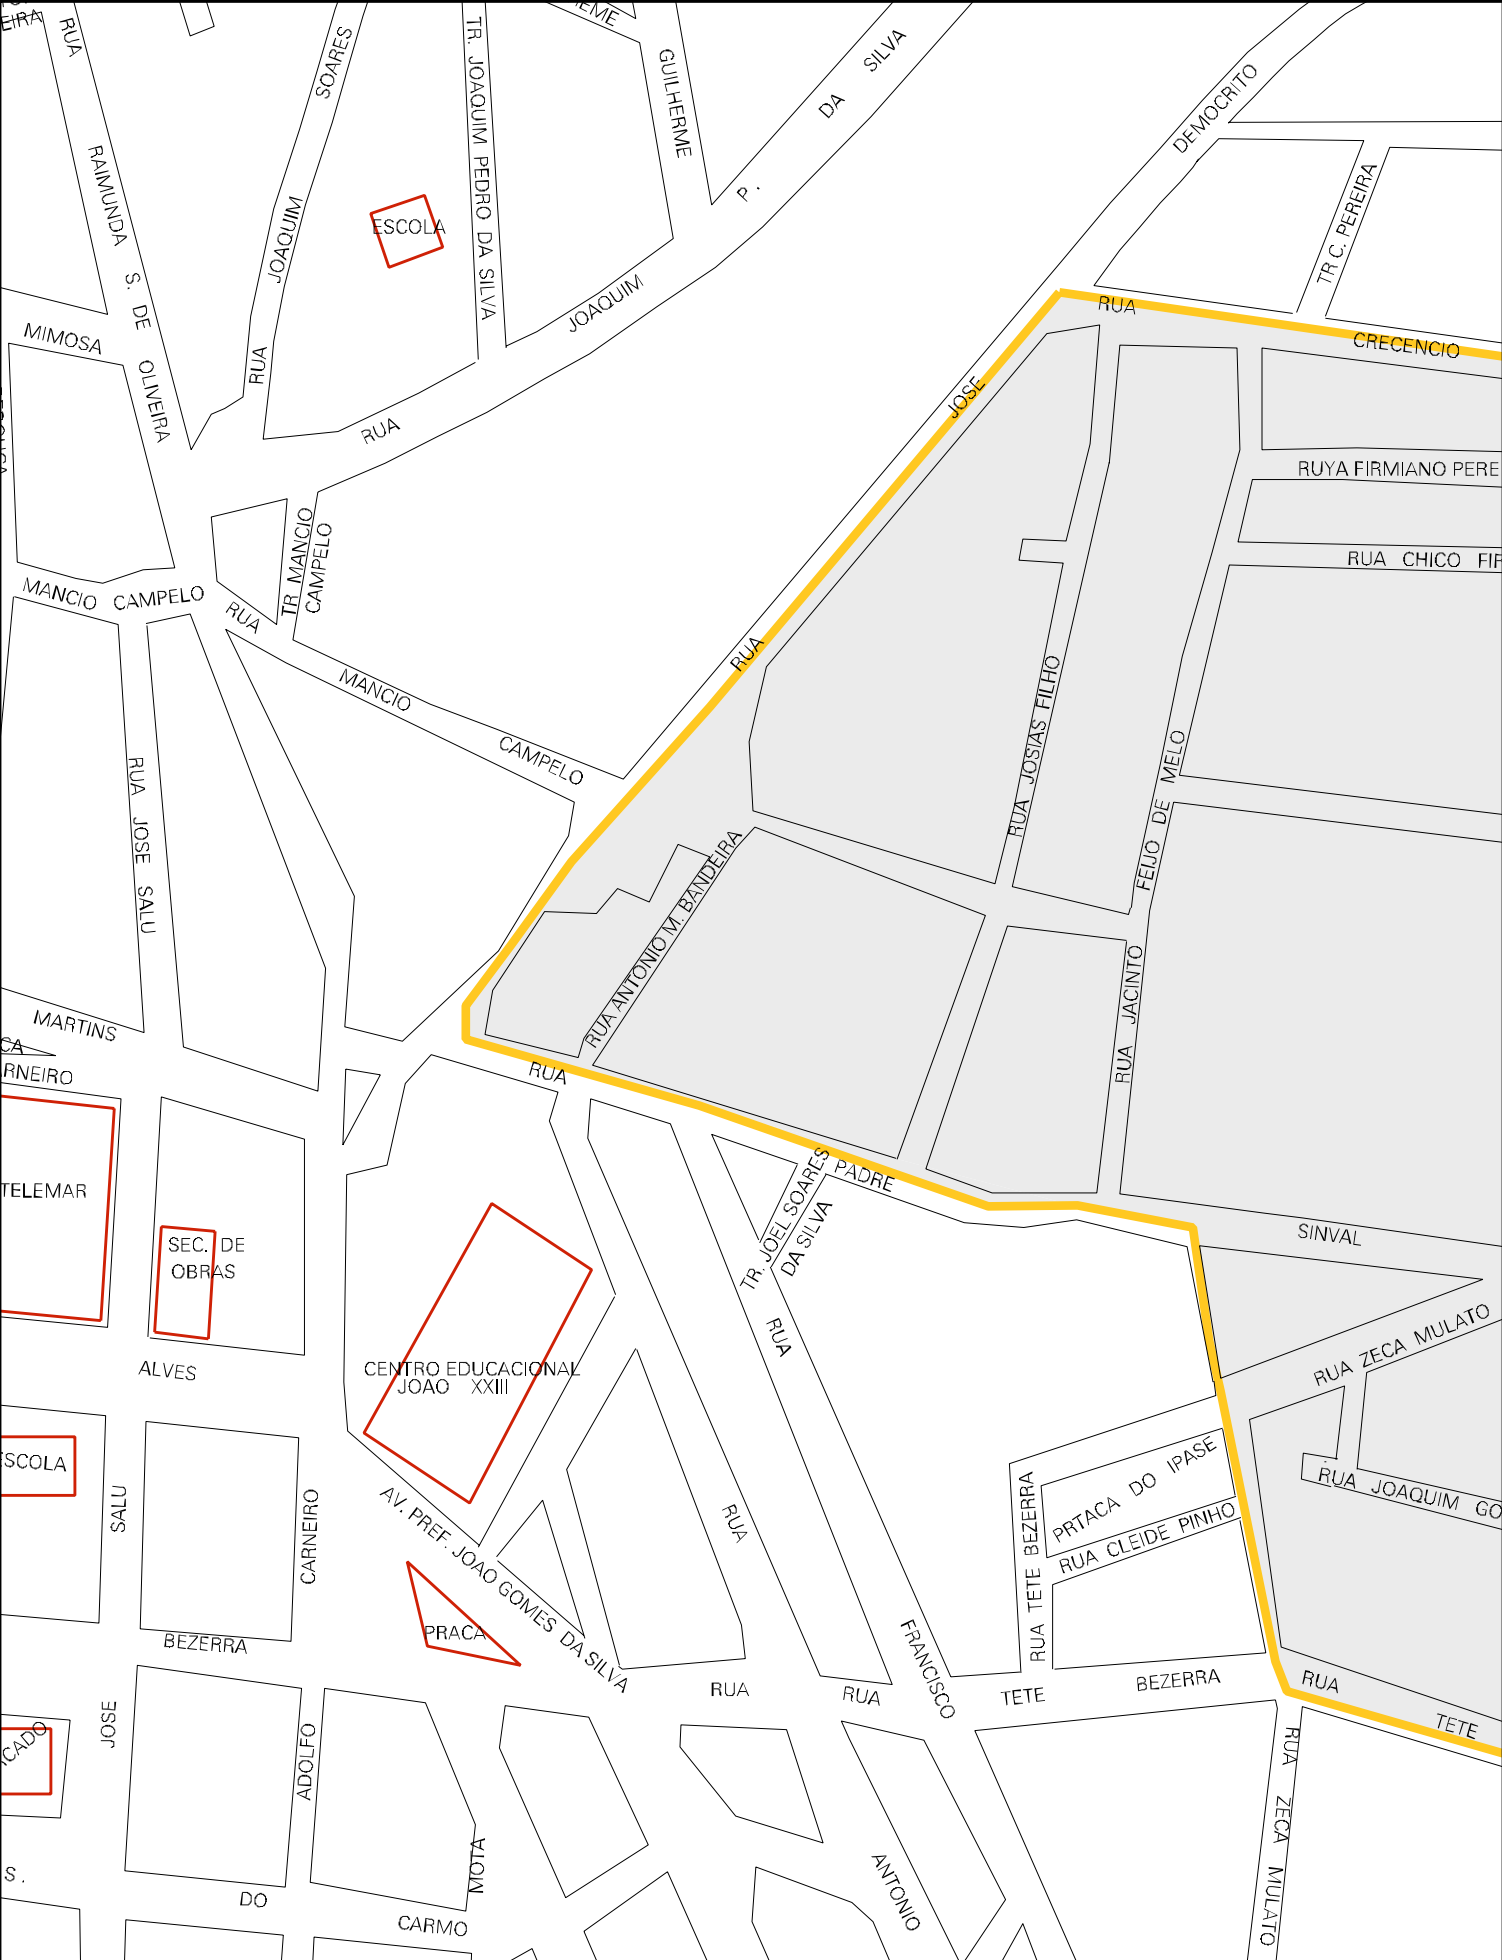 EIRA
RUA
RAIMUNDA S. DE OLIVEIRA
SOARES
JOAQUIM
RUA
TR. JOAQUIM PEDRO DA SILVA
EME
GUILHERME
SILVA
DA
P.
JOAQUIM
RUA
ESCOLA
DEMOCRITO
TR C. PEREIRA
RUA
CRECENCIO
JOSE
RUA
MIMOSA
RUYA FIRMIANO PERE
RUA CHICO FIR
TR MANCIO
CAMPELO
MANCIO CAMPELO
RUA
MANCIO
CAMPELO
RUA JOSIAS FILHO
FEIJO DE MELO
RUA JOSE SALU
RUA ANTONIO M. BANDEIRA
RUA JACINTO
MARTINS
CA
RNEIRO
RUA
PADRE
TR. JOEL SOARES
DA SILVA
TELEMAR
SEC. DE
OBRAS
SINVAL
RUA ZECA MULATO
RUA
CENTRO EDUCACIONAL
JOAO XXIII
ALVES
SCOLA
SALU
CARNEIRO
AV. PREF. JOAO GOMES DA SILVA
RUA
PRTACA DO IPASE
RUA CLEIDE PINHO
RUA TETE BEZERRA
RUA JOAQUIM GO
PRACA
BEZERRA
FRANCISCO
RUA
RUA
TETE
BEZERRA
RUA
TETE
JOSE
ADOLFO
CADO
RUA ZECA MULATO
MOTA
ANTONIO
S.
DO
CARMO